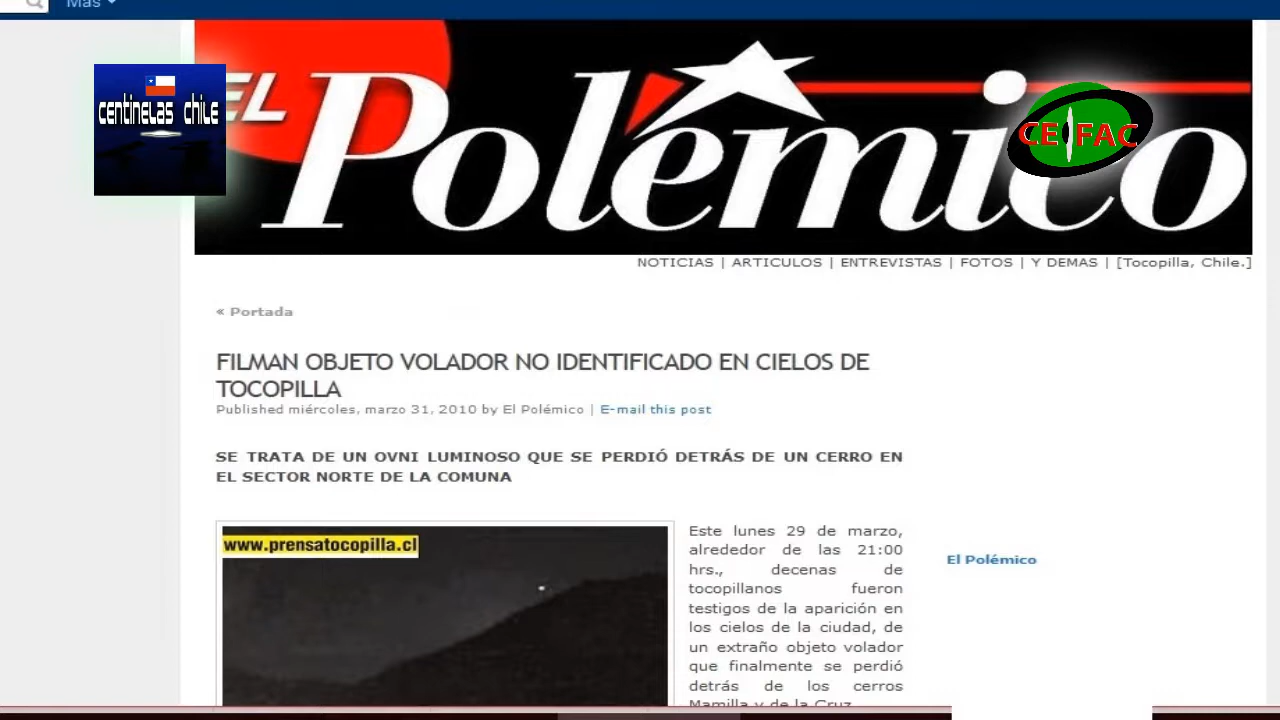 Más
EL
Polémico
centinelas chile
CEIFAC
NOTICIAS | ARTICULOS | ENTREVISTAS | FOTOS | Y DEMAS | [Tocopilla, Chile.]
« Portada
FILMAN OBJETO VOLADOR NO IDENTIFICADO EN CIELOS DE
TOCOPILLA
Published miércoles, marzo 31, 2010 by El Polémico | E-mail this post
SE TRATA DE UN OVNI LUMINOSO QUE SE PERDIÓ DETRÁS DE UN CERRO EN
EL SECTOR NORTE DE LA COMUNA
www.prensatocopilla.cl
Este lunes 29 de marzo,
alrededor de las 21:00
hrs., decenas de
tocopillanos fueron
testigos de la aparición en
los cielos de la ciudad, de
un extraño objeto volador
que finalmente se perdió
detrás de los cerros
Mamilla y de la Cruz.
El Polémico